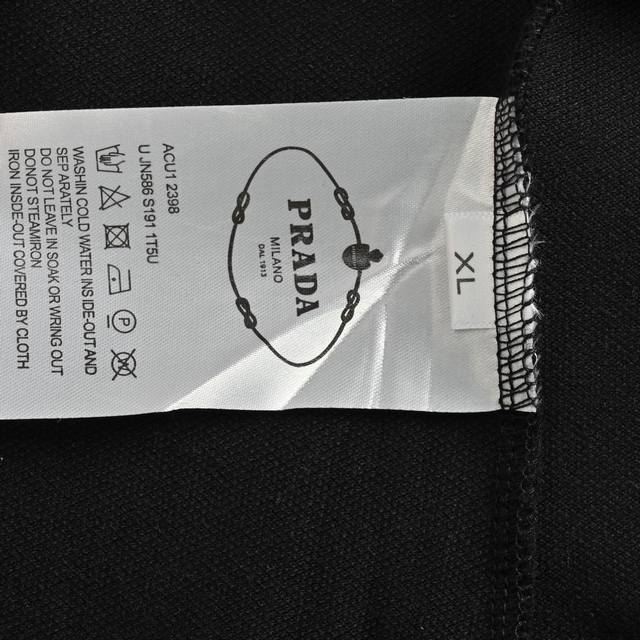 XL
PRADA
MILANO
DAL 1913
ACU1 2398
U JN586 S191 1T5U
WASHIN COLD WATER INSIDE-OUT AND
SEP ARATELY
DO NOT LEAVE IN SOAK OR WRING OUT
DONOT STEAMIRON
IRON INSIDE-OUT COVERED BY CLOTH